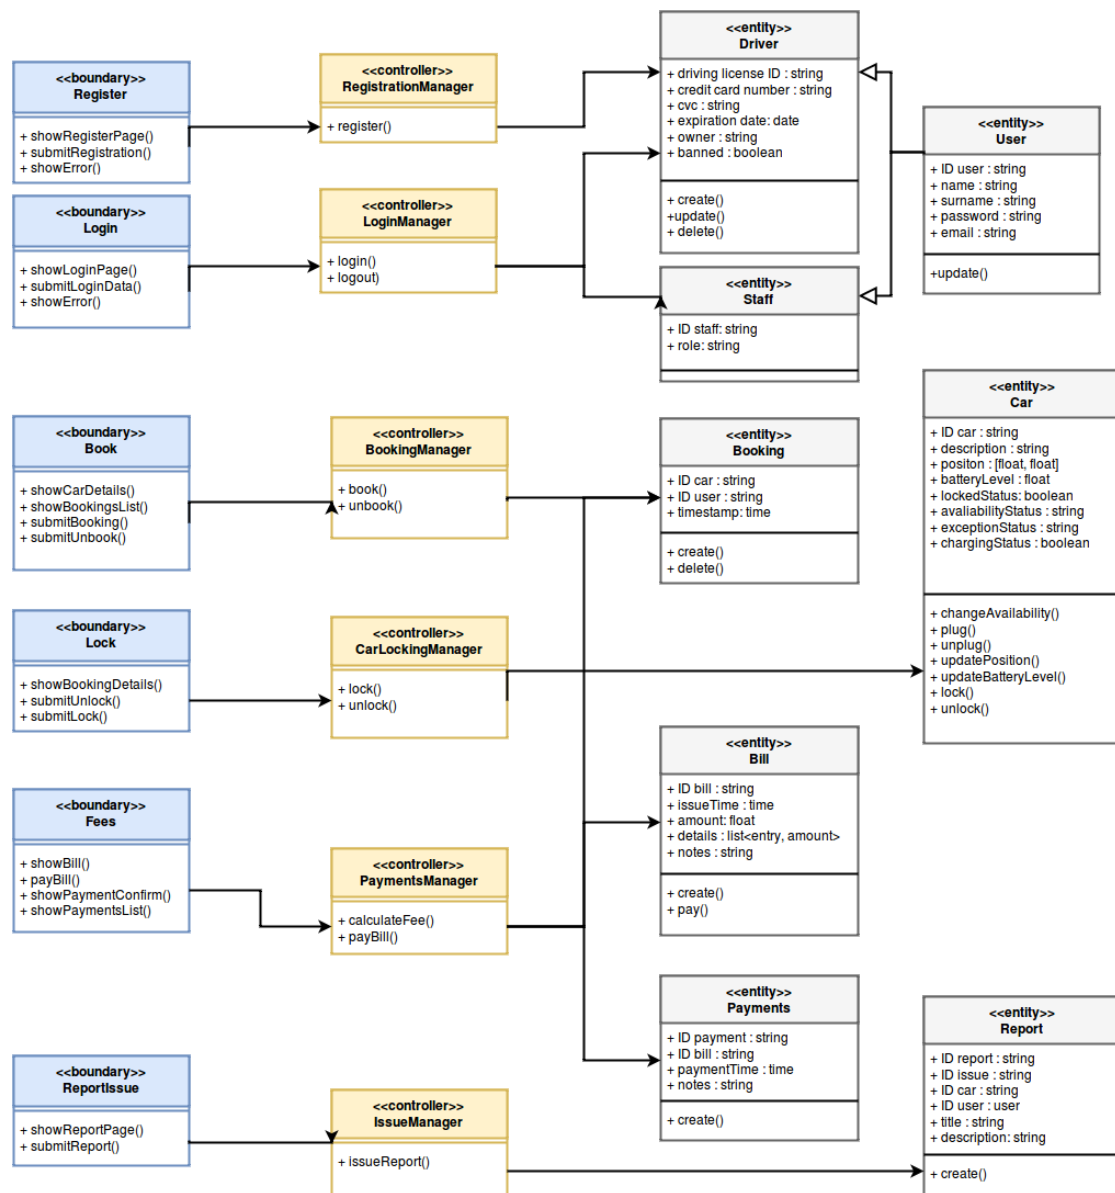 <<boundary>>
Register
+ showRegisterPage()
+ submitRegistration()
+ showError()
<<controller>>
RegistrationManager
+ register()
<<entity>>
Driver
+ driving license ID : string
+ credit card number : string
+ cvc : string
+ expiration date: date
+ owner : string
+ banned : boolean
+ create()
+update()
+ delete()
<<entity>>
User
+ ID user : string
+ name : string
+ surname : string
+ password : string
+ email : string
+update()
<<boundary>>
Login
+ showLoginPage()
+ submitLoginData()
+ showError()
<<controller>>
LoginManager
+ login()
+ logout)
<<entity>>
Staff
+ ID staff: string
+ role: string
<<boundary>>
Book
+ showCarDetails()
+ showBookingsList()
+ submitBooking()
+ submitUnbook()
<<controller>>
BookingManager
+ book()
+ unbook()
<<entity>>
Booking
+ ID car : string
+ ID user : string
+ timestamp: time
+ create()
+ delete()
<<entity>>
Car
+ ID car : string
+ description : string
+ positon : [float, float]
+ batteryLevel : float
+ lockedStatus: boolean
+ avaliabilityStatus : string
+ exceptionStatus : string
+ chargingStatus : boolean
+ changeAvailability()
+ plug()
+ unplug()
+ updatePosition()
+ updateBatteryLevel()
+ lock()
+ unlock()
<<boundary>>
Lock
+ showBookingDetails()
+ submitUnlock()
+ submitLock()
<<controller>>
CarLockingManager
+ lock()
+ unlock()
<<entity>>
Bill
+ ID bill : string
+ issueTime : time
+ amount: float
+ details : list<entry, amount>
+ notes : string
+ create()
+ pay()
<<boundary>>
Fees
+ showBill()
+ payBill()
+ showPaymentConfirm()
+ showPaymentsList()
<<controller>>
PaymentsManager
+ calculateFee()
+ payBill()
<<entity>>
Payments
+ ID payment : string
+ ID bill : string
+ paymentTime : time
+ notes : string
+ create()
<<entity>>
Report
+ ID report : string
+ ID issue : string
+ ID car : string
+ ID user : user
+ title : string
+ description: string
+ create()
<<boundary>>
ReportIssue
+ showReportPage()
+ submitReport()
<<controller>>
IssueManager
+ issueReport()